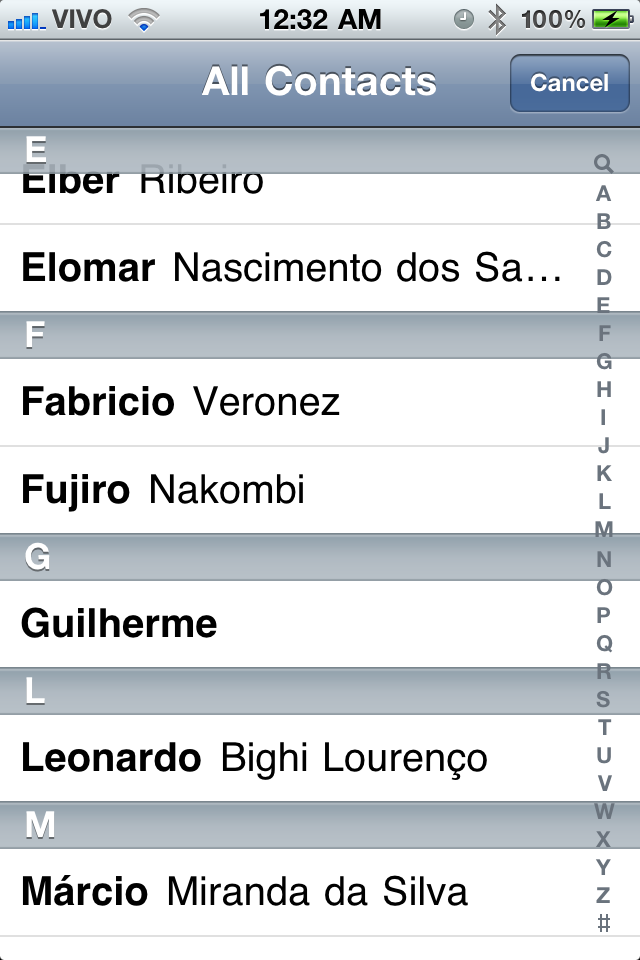 VIVO 12:32 AM 100%
All Contacts Cancel
E
Elber Ribeiro
Elomar Nascimento dos Sa...
F
Fabricio Veronez
Fujiro Nakombi
G
Guilherme
L
Leonardo Bighi Lourenço
M
Márcio Miranda da Silva
A
B
C
D
E
F
G
H
I
J
K
L
M
N
O
P
Q
R
S
T
U
V
W
X
Y
Z
#